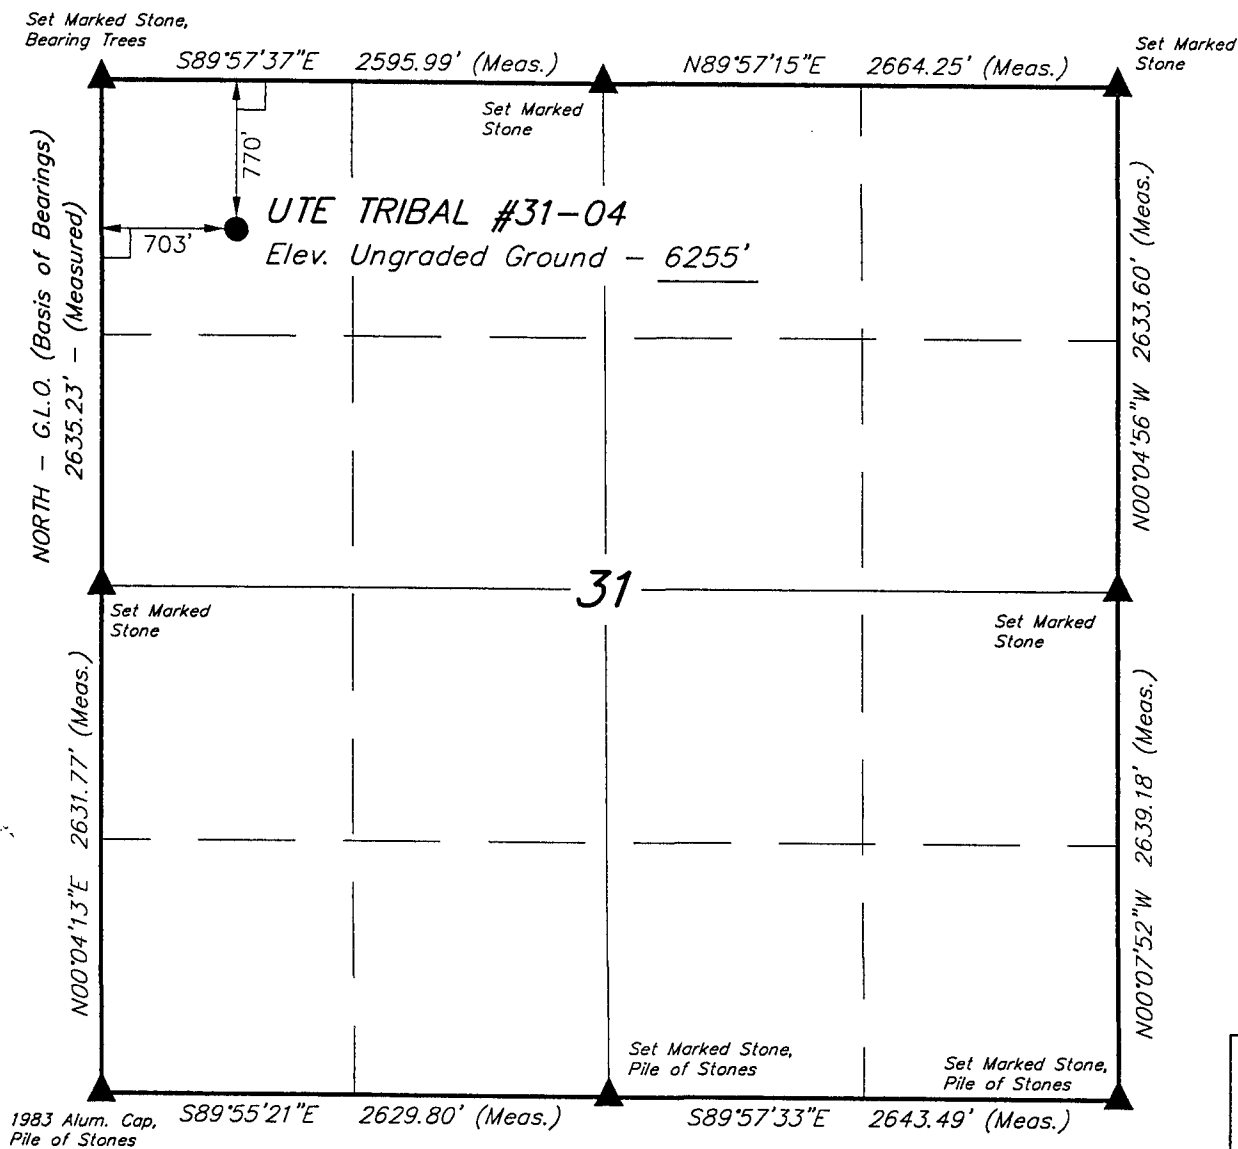 Set Marked Stone,
Bearing Trees
S89°57'37"E 2595.99' (Meas.)
N89°57'15"E 2664.25' (Meas.)
Set Marked
Stone
Set Marked
Stone
770'
703'
UTE TRIBAL #31-04
Elev. Ungraded Ground - 6255'
NORTH - G.L.O. (Basis of Bearings)
2635.23' - (Measured)
N00°04'56"W 2633.60' (Meas.)
31
Set Marked
Stone
Set Marked
Stone
N00°04'13"E 2631.77' (Meas.)
N00°07'52"W 2639.18' (Meas.)
Set Marked Stone,
Pile of Stones
Set Marked Stone,
Pile of Stones
1983 Alum. Cap,
Pile of Stones
S89°55'21"E 2629.80' (Meas.)
S89°57'33"E 2643.49' (Meas.)